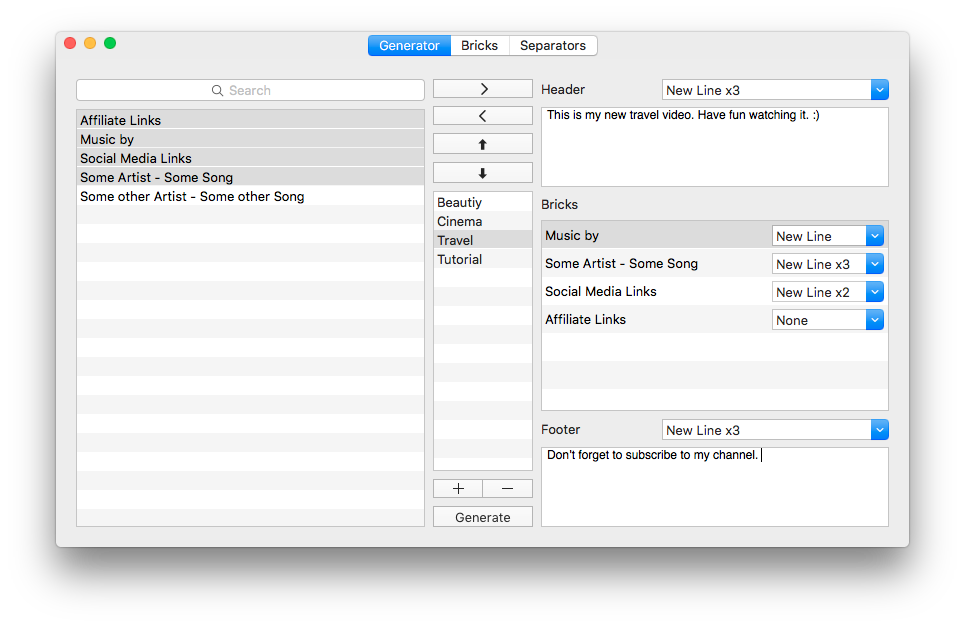 Generator Bricks Separators
Search
Affiliate Links
Music by
Social Media Links
Some Artist - Some Song
Some other Artist - Some other Song
Beautiy
Cinema
Travel
Tutorial
Generate
Header New Line x3
This is my new travel video. Have fun watching it. :)
Bricks
Music by New Line
Some Artist - Some Song New Line x3
Social Media Links New Line x2
Affiliate Links None
Footer New Line x3
Don't forget to subscribe to my channel.